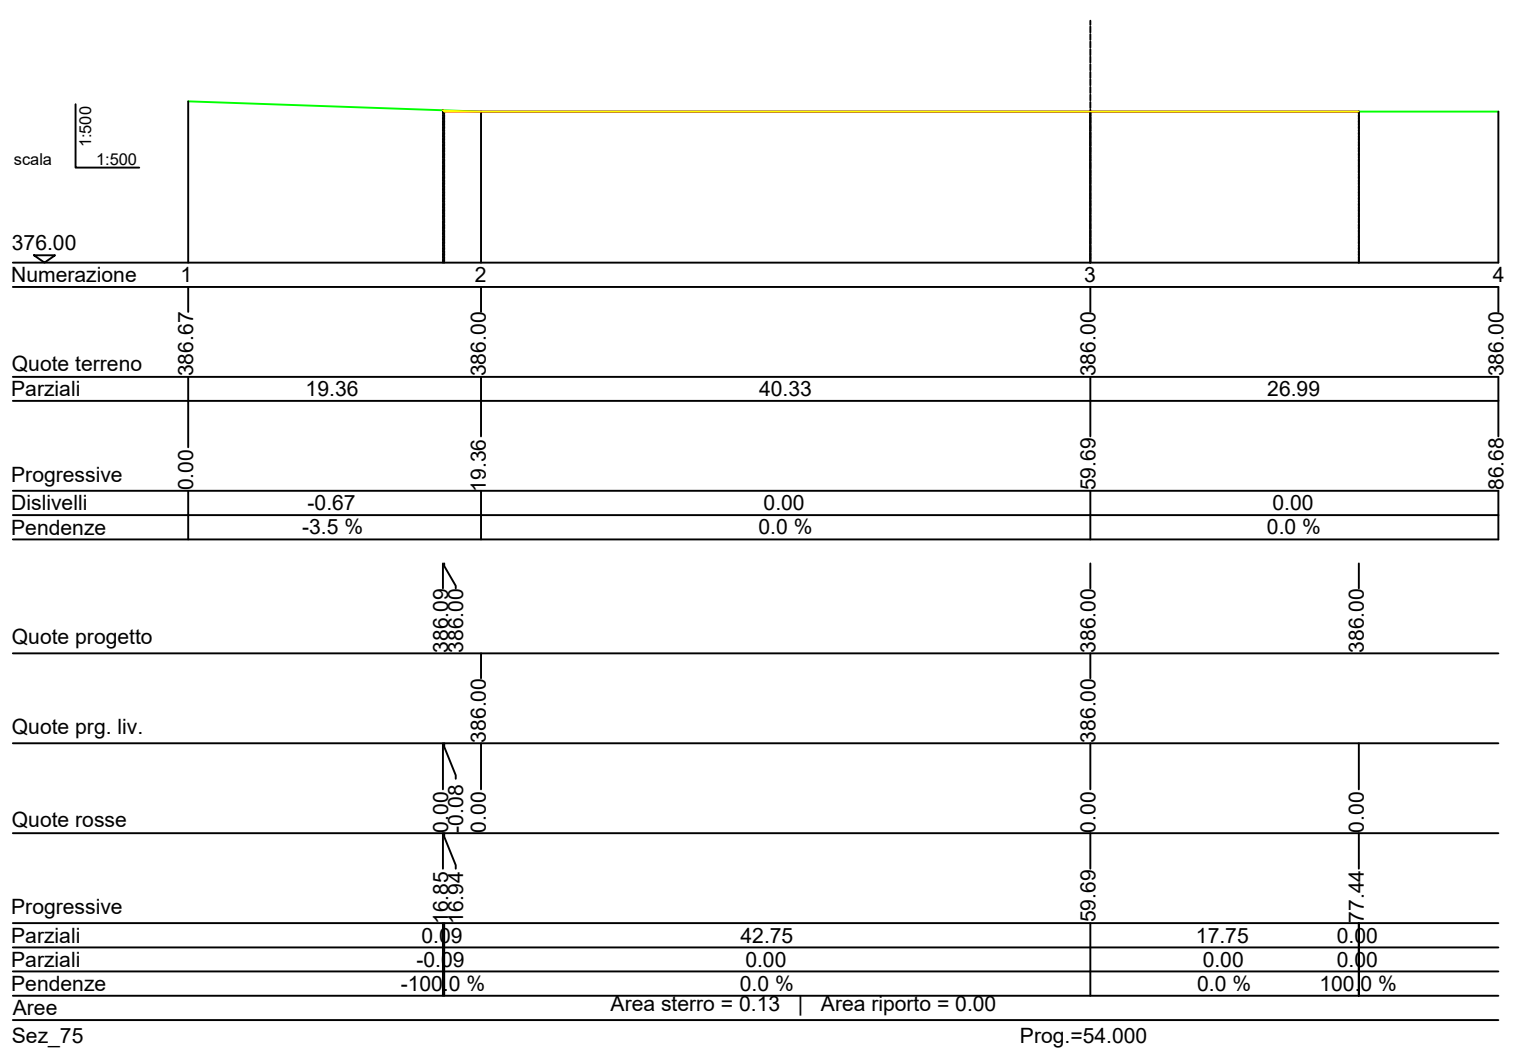 1:500
scala 1:500
376.00
Numerazione 1 2 3 4
Quote terreno 386.67 386.00 386.00 386.00
Parziali 19.36 40.33 26.99
Progressive 0.00 19.36 59.69 86.68
Dislivelli -0.67 0.00 0.00
Pendenze -3.5 % 0.0 % 0.0 %
Quote progetto 386.09 386.00 386.00 386.00
Quote prg. liv. 386.00 386.00
Quote rosse 0.00 -0.08 0.00 0.00 0.00
Progressive 16.85 16.94 59.69 77.44
Parziali 0.09 42.75 17.75 0.00
Parziali -0.09 0.00 0.00 0.00
Pendenze -100.0 % 0.0 % 0.0 % 100.0 %
Aree Area sterro = 0.13 | Area riporto = 0.00
Sez_75 Prog.=54.000